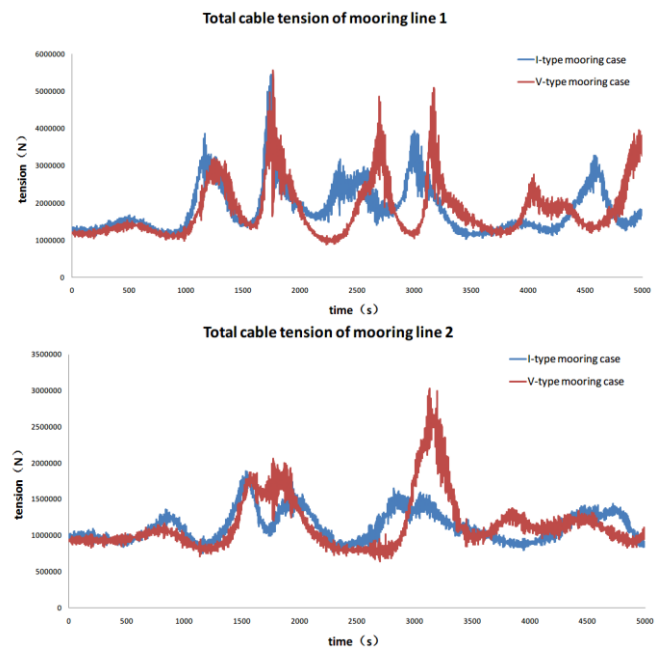 Total cable tension of mooring line 1
6000000
I-type mooring case
V-type mooring case
5000000
4000000
3000000
2000000
1000000
0
tension（N）
0 500 1000 1500 2000 2500 3000 3500 4000 4500 5000
time（s）
Total cable tension of mooring line 2
3500000
I-type mooring case
V-type mooring case
3000000
2500000
2000000
1500000
1000000
500000
0
tension（N）
0 500 1000 1500 2000 2500 3000 3500 4000 4500 5000
time（s）